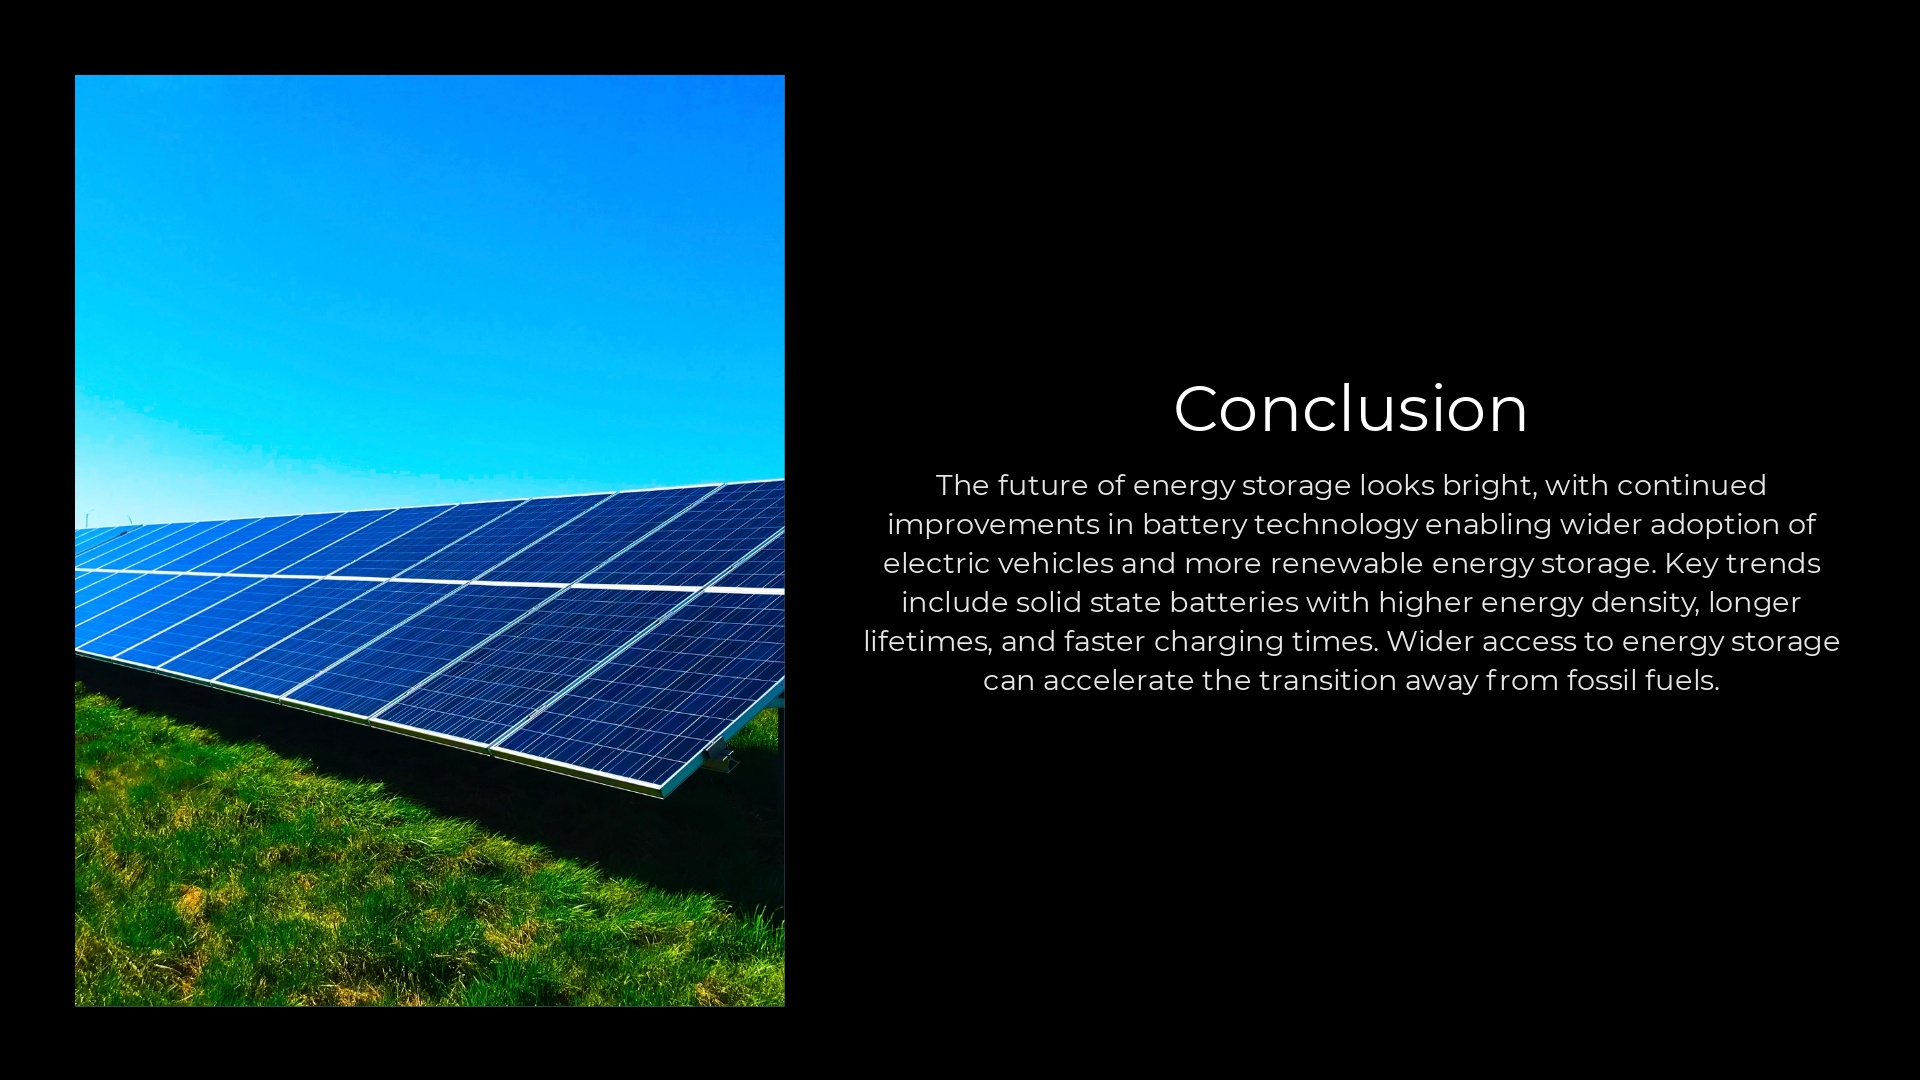 Conclusion
The future of energy storage looks bright, with continued
improvements in battery technology enabling wider adoption of
electric vehicles and more renewable energy storage. Key trends
include solid state batteries with higher energy density, longer
lifetimes, and faster charging times. Wider access to energy storage
can accelerate the transition away from fossil fuels.